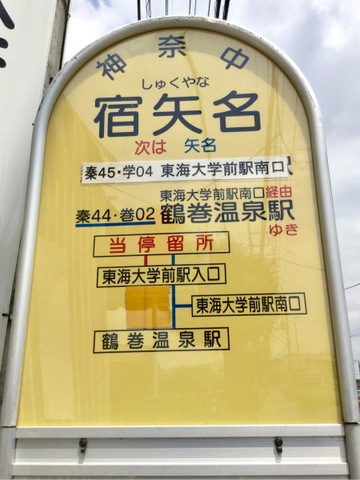 神奈中
しゅくやな
宿矢名
次は 矢名
秦45・学04 東海大学前駅南口
東海大学前駅南口経由
秦44・巻02 鶴巻温泉駅
ゆき
当停留所
東海大学前駅入口
東海大学前駅南口
鶴巻温泉駅